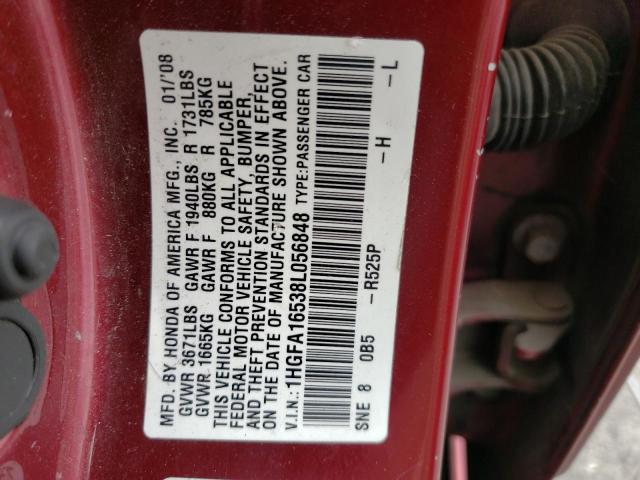 MFD. BY HONDA OF AMERICA MFG., INC. 01/'08
GVWR 3671LBS GAWR F 1940LBS R 1731LBS
GVWR 1665KG GAWR F 880KG R 785KG
THIS VEHICLE CONFORMS TO ALL APPLICABLE
FEDERAL MOTOR VEHICLE SAFETY, BUMPER,
AND THEFT PREVENTION STANDARDS IN EFFECT
ON THE DATE OF MANUFACTURE SHOWN ABOVE.
V.I.N.: 1HGFA16538L056848 TYPE:PASSENGER CAR
-R525P -H -L
SNE 8 0B5